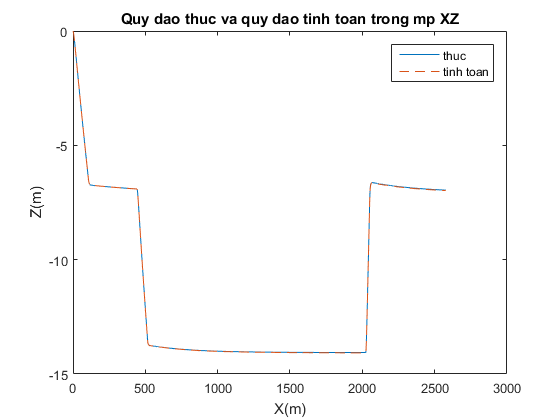 Quy dao thuc va quy dao tinh toan trong mp XZ
thuc
tinh toan
0
-5
-10
-15
Z(m)
0
500
1000
1500
2000
2500
3000
X(m)